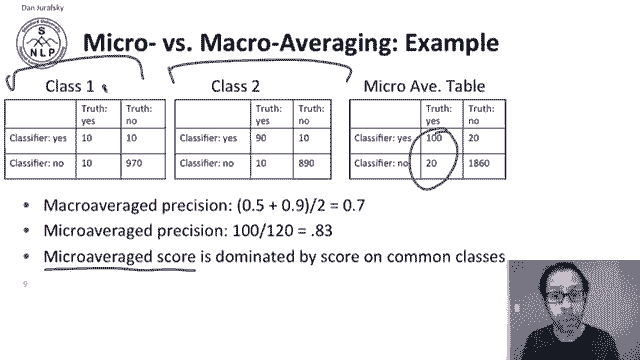 Dan Jurafsky
S
NLP
Micro- vs. Macro-Averaging: Example
Class 1
Class 2
Micro Ave. Table
Truth: yes
Truth: no
Classifier: yes
10
10
Classifier: no
10
970
Truth: yes
Truth: no
Classifier: yes
90
10
Classifier: no
10
890
Truth: yes
Truth: no
Classifier: yes
100
20
Classifier: no
20
1860
• Macroaveraged precision: (0.5 + 0.9)/2 = 0.7
• Microaveraged precision: 100/120 = .83
• Microaveraged score is dominated by score on common classes
9